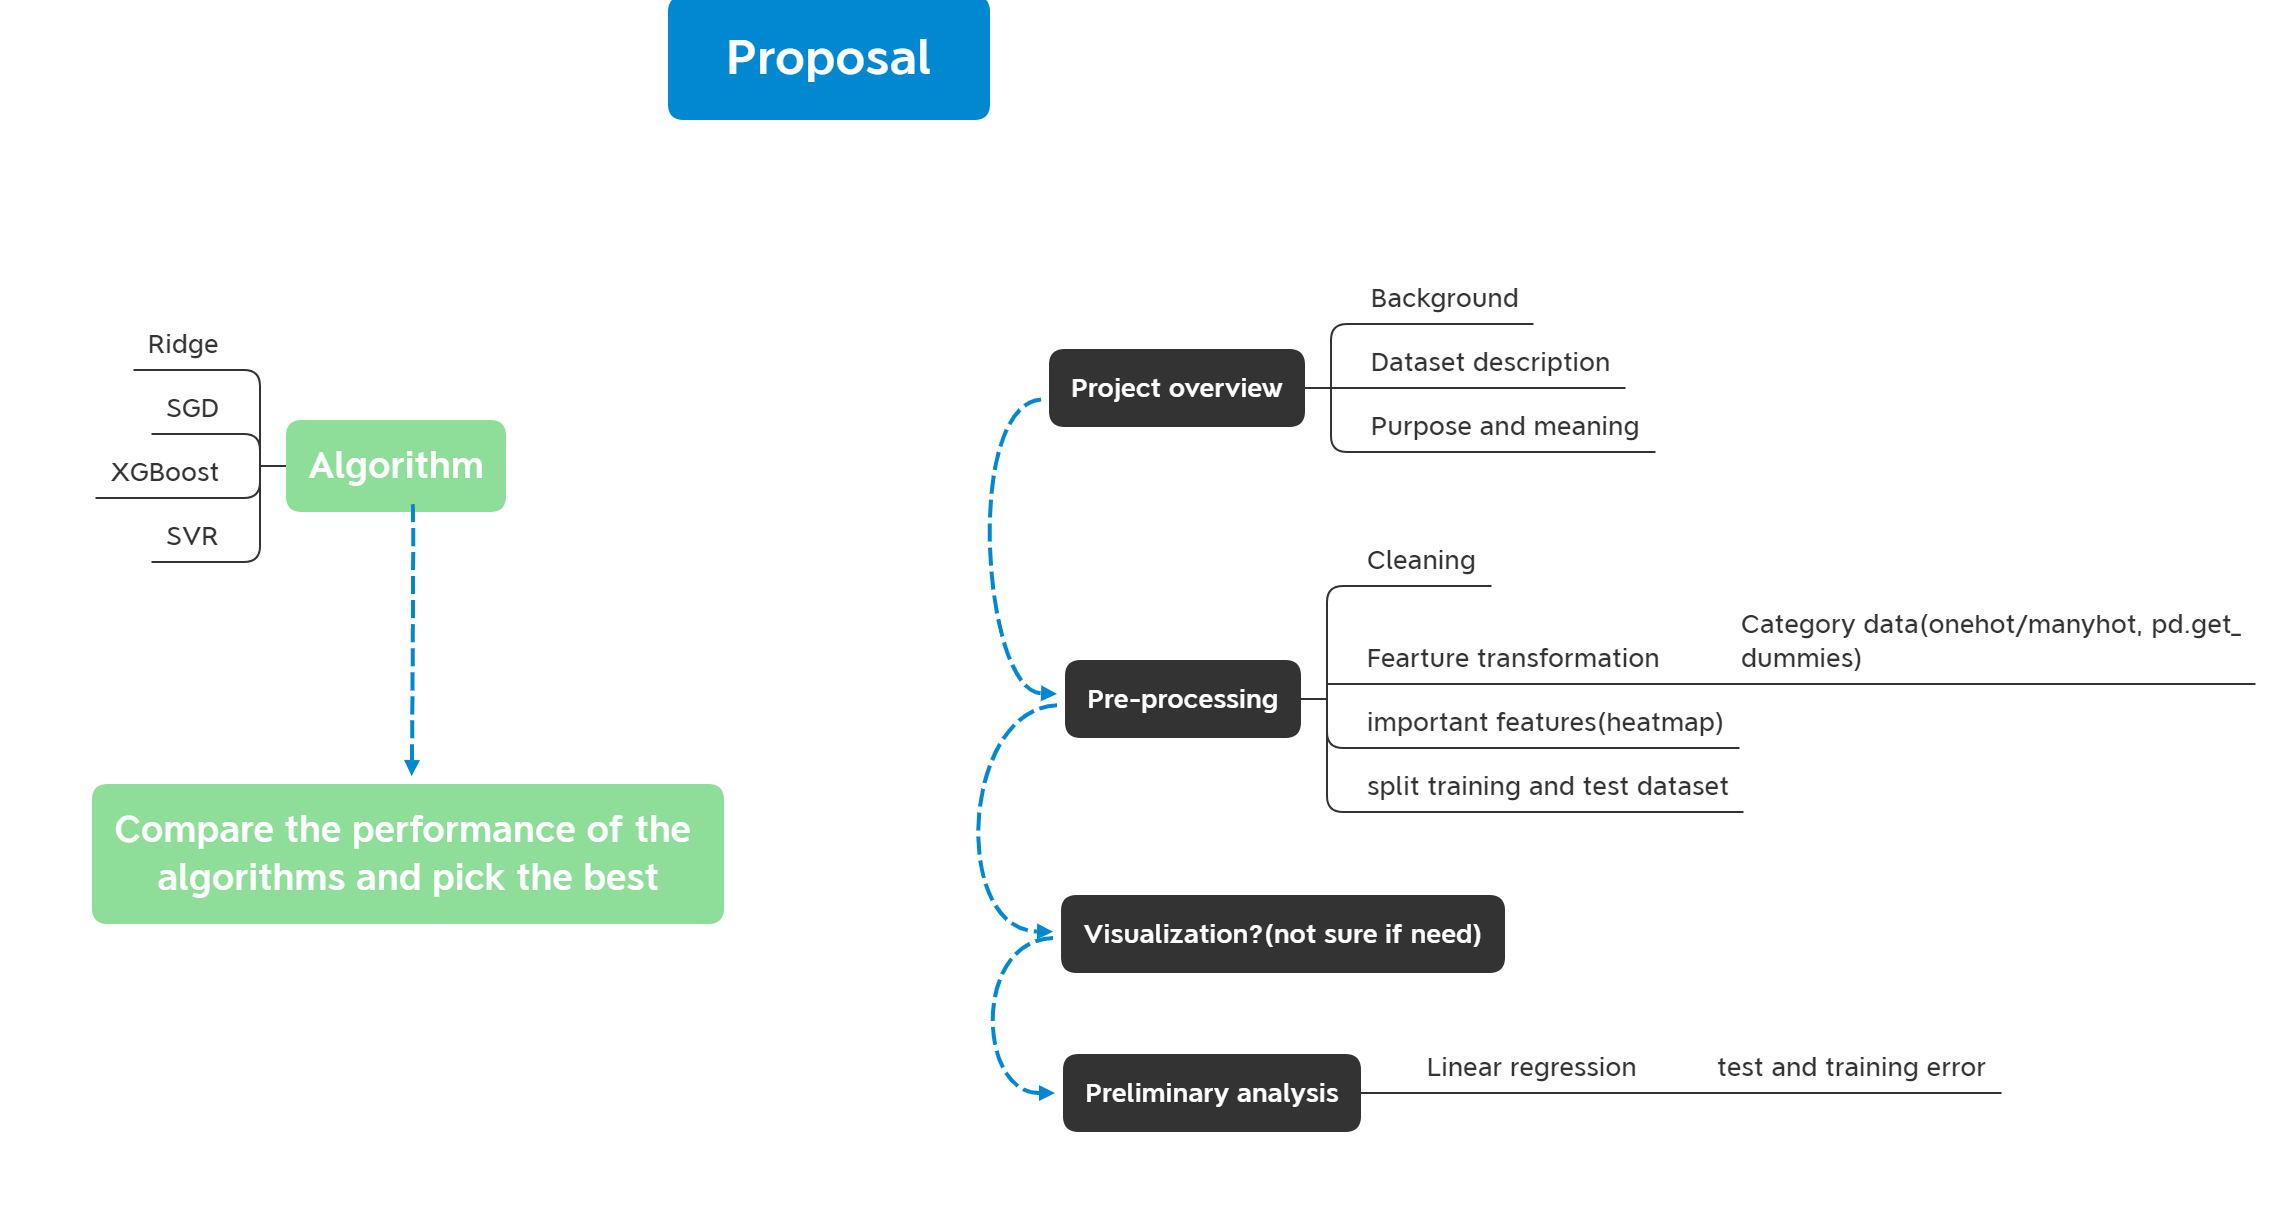 Proposal
Ridge
SGD
XGBoost
SVR
Algorithm
Compare the performance of the
algorithms and pick the best
Project overview
Background
Dataset description
Purpose and meaning
Pre-processing
Cleaning
Fearture transformation
Category data(onehot/manyhot, pd.get_
dummies)
important features(heatmap)
split training and test dataset
Visualization?(not sure if need)
Preliminary analysis
Linear regression
test and training error